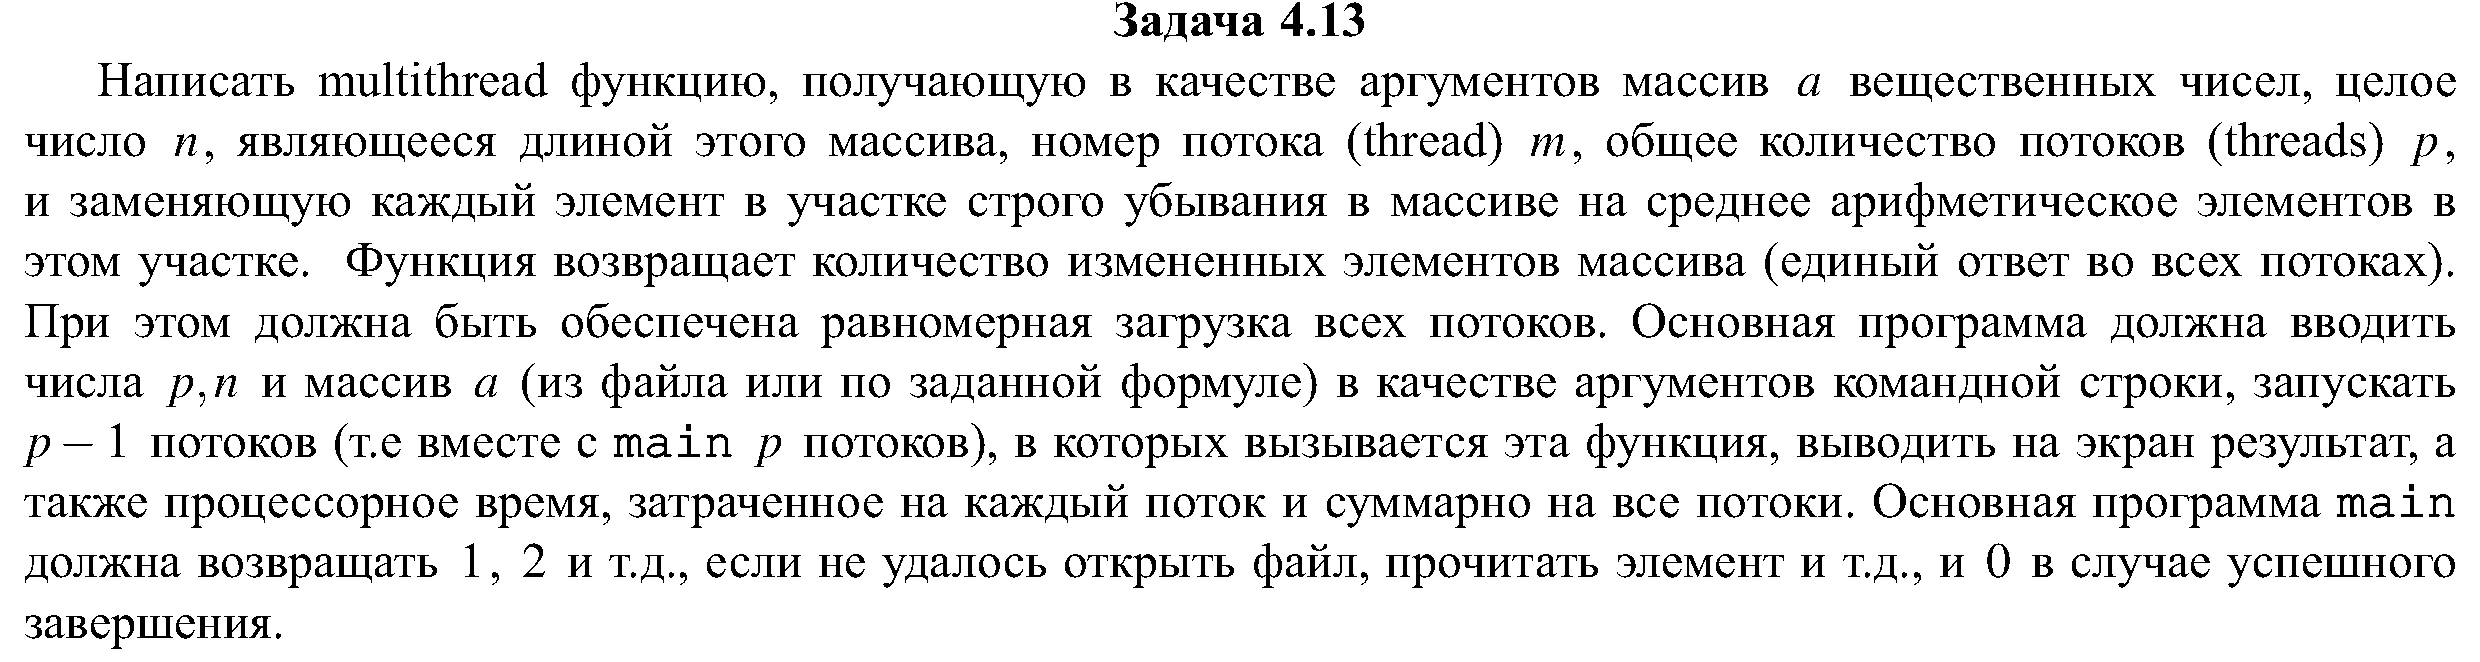 Задача 4.13
Написать multithread функцию, получающую в качестве аргументов массив a вещественных чисел, целое
число n, являющееся длиной этого массива, номер потока (thread) m, общее количество потоков (threads) p,
и заменяющую каждый элемент в участке строго убывания в массиве на среднее арифметическое элементов в
этом участке. Функция возвращает количество измененных элементов массива (единый ответ во всех потоках).
При этом должна быть обеспечена равномерная загрузка всех потоков. Основная программа должна вводить
числа p,n и массив a (из файла или по заданной формуле) в качестве аргументов командной строки, запускать
p − 1 потоков (т.е вместе с main p потоков), в которых вызывается эта функция, выводить на экран результат, а
также процессорное время, затраченное на каждый поток и суммарно на все потоки. Основная программа main
должна возвращать 1, 2 и т.д., если не удалось открыть файл, прочитать элемент и т.д., и 0 в случае успешного
завершения.